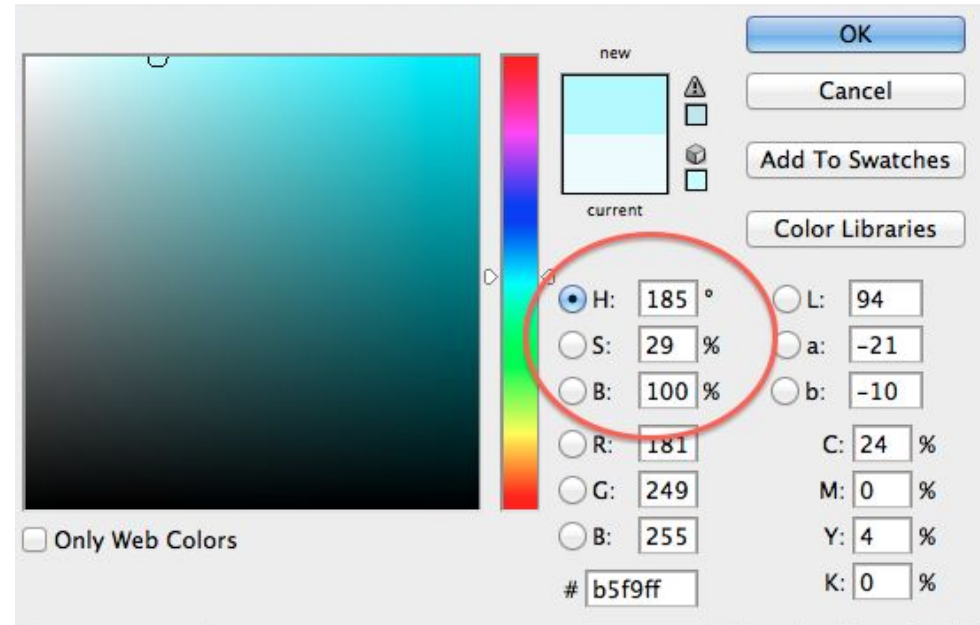 new
OK
Cancel
Add To Swatches
current
Color Libraries
H: 185 °
L: 94
S: 29 %
a: -21
B: 100 %
b: -10
R: 181
C: 24 %
G: 249
M: 0 %
Only Web Colors
B: 255
Y: 4 %
# b5f9ff
K: 0 %